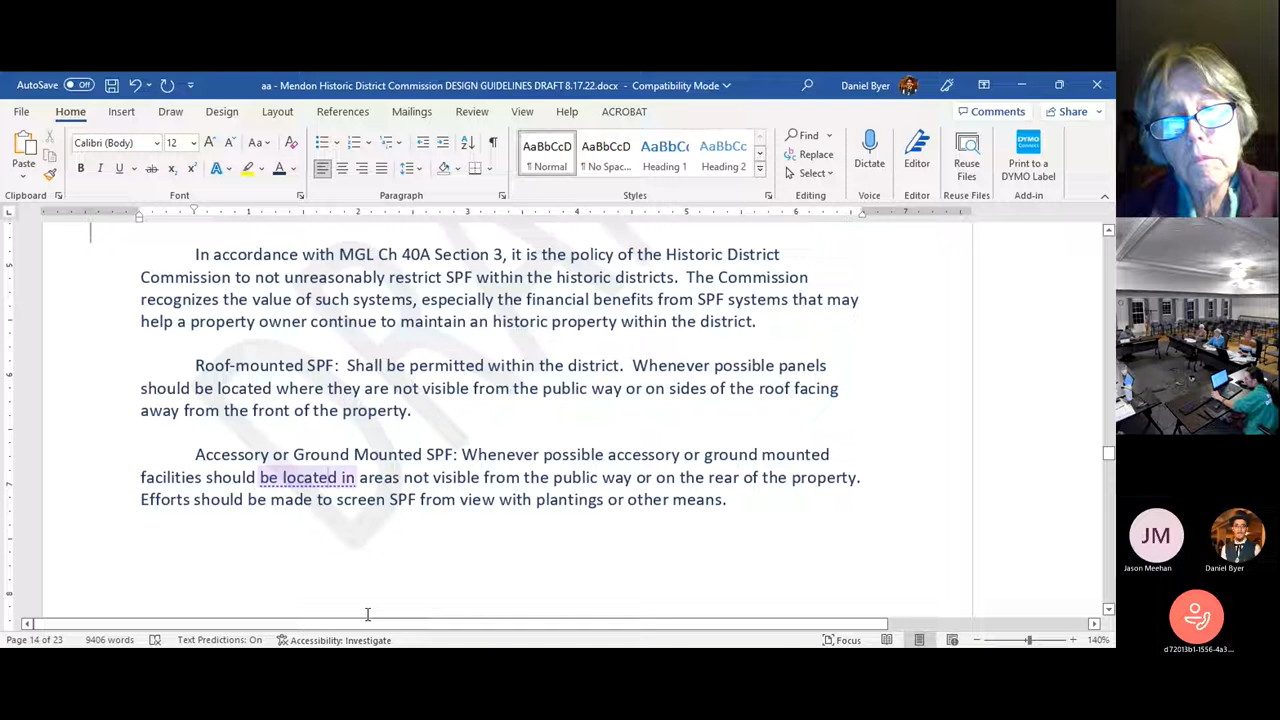 AutoSave Off aa - Mendon Historic District Commission DESIGN GUIDELINES DRAFT 8.17.22.docx - Compatibility Mode Daniel Byer
File Home Insert Draw Design Layout References Mailings Review View Help ACROBAT Comments Share
Calibri (Body) 12
Paste
AaBbCcD AaBbCcD AaBbCc AaBbCc
¶ Normal ¶ No Spac... Heading 1 Heading 2
Find
Replace
Select
Dictate
Editor
Reuse Files
Print to a DYMO Label
Clipboard Font Paragraph Styles Editing Voice Editor Reuse Files Add-in
In accordance with MGL Ch 40A Section 3, it is the policy of the Historic District
Commission to not unreasonably restrict SPF within the historic districts. The Commission
recognizes the value of such systems, especially the financial benefits from SPF systems that may
help a property owner continue to maintain an historic property within the district.
Roof-mounted SPF: Shall be permitted within the district. Whenever possible panels
should be located where they are not visible from the public way or on sides of the roof facing
away from the front of the property.
Accessory or Ground Mounted SPF: Whenever possible accessory or ground mounted
facilities should be located in areas not visible from the public way or on the rear of the property.
Efforts should be made to screen SPF from view with plantings or other means.
DRAFT
Page 14 of 23 9406 words Text Predictions: On Accessibility: Investigate Focus 140%
JM
Jason Meehan Daniel Byer
d72013b1-1556-4a3...